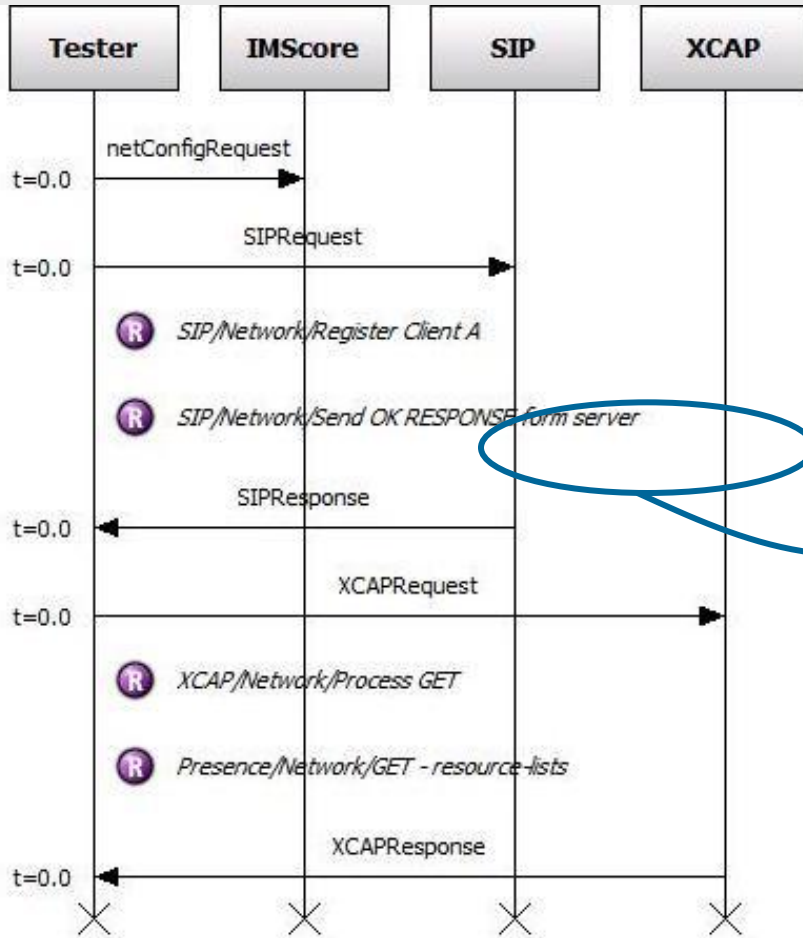 Tester
IMScore
SIP
XCAP
netConfigRequest
t=0.0
SIPRequest
t=0.0
R SIP/Network/Register Client A
R SIP/Network/Send OK RESPONSE form server
SIPResponse
t=0.0
XCAPRequest
t=0.0
R XCAP/Network/Process GET
R Presence/Network/GET - resource-lists
XCAPResponse
t=0.0